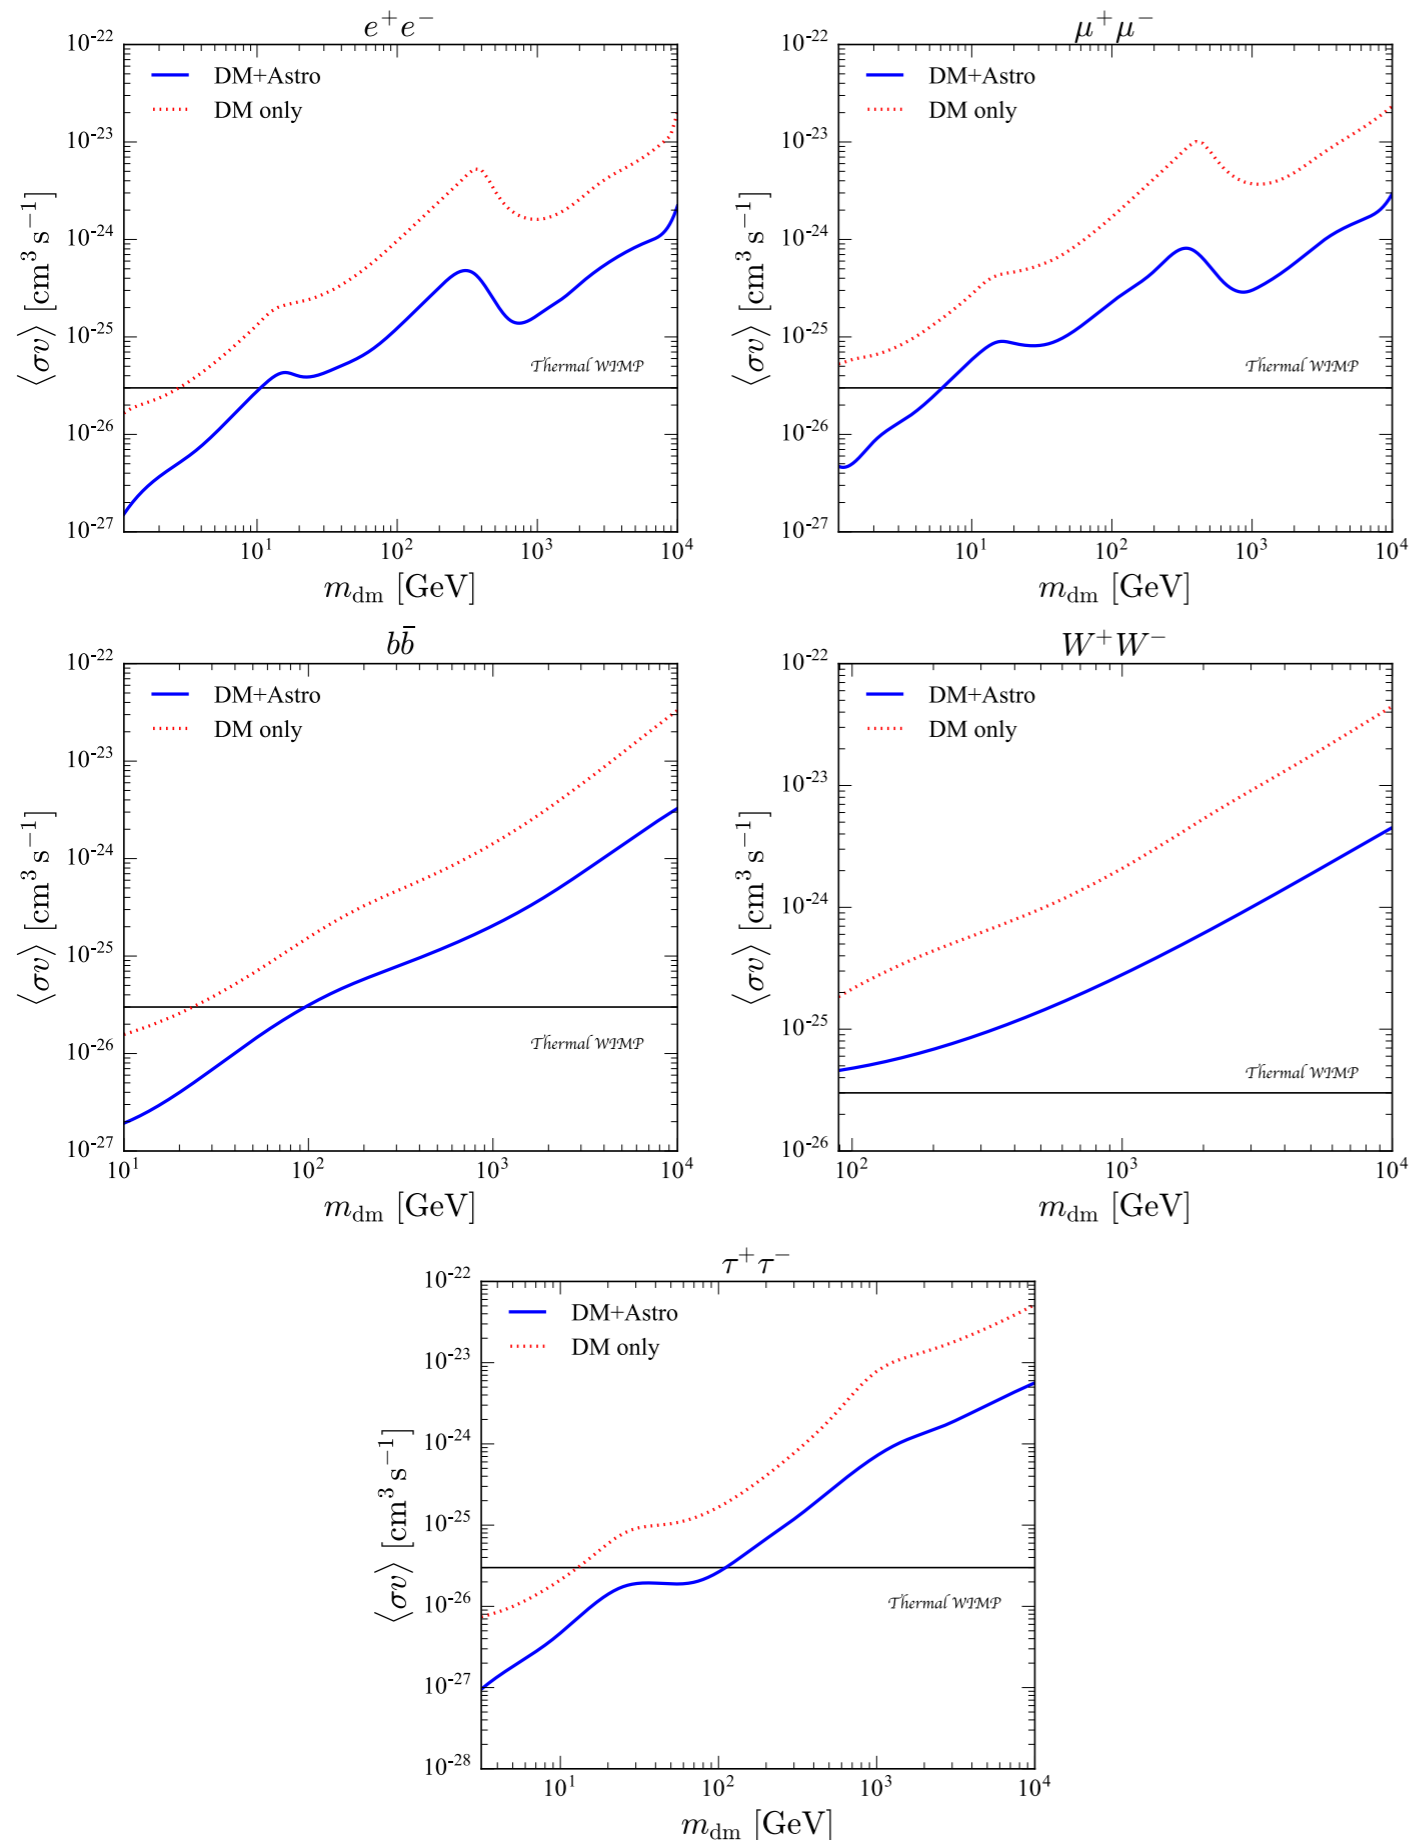 e⁺e⁻
10⁻²²
10⁻²³
10⁻²⁴
10⁻²⁵
10⁻²⁶
10⁻²⁷
⟨σv⟩ [cm³ s⁻¹]
DM+Astro
DM only
Thermal WIMP
10¹ 10² 10³ 10⁴
m_dm [GeV]
μ⁺μ⁻
10⁻²²
10⁻²³
10⁻²⁴
10⁻²⁵
10⁻²⁶
10⁻²⁷
⟨σv⟩ [cm³ s⁻¹]
DM+Astro
DM only
Thermal WIMP
10¹ 10² 10³ 10⁴
m_dm [GeV]
bb̄
10⁻²²
10⁻²³
10⁻²⁴
10⁻²⁵
10⁻²⁶
10⁻²⁷
⟨σv⟩ [cm³ s⁻¹]
DM+Astro
DM only
Thermal WIMP
10¹ 10² 10³ 10⁴
m_dm [GeV]
W⁺W⁻
10⁻²²
10⁻²³
10⁻²⁴
10⁻²⁵
10⁻²⁶
⟨σv⟩ [cm³ s⁻¹]
DM+Astro
DM only
Thermal WIMP
10² 10³ 10⁴
m_dm [GeV]
τ⁺τ⁻
10⁻²²
10⁻²³
10⁻²⁴
10⁻²⁵
10⁻²⁶
10⁻²⁷
10⁻²⁸
⟨σv⟩ [cm³ s⁻¹]
DM+Astro
DM only
Thermal WIMP
10¹ 10² 10³ 10⁴
m_dm [GeV]